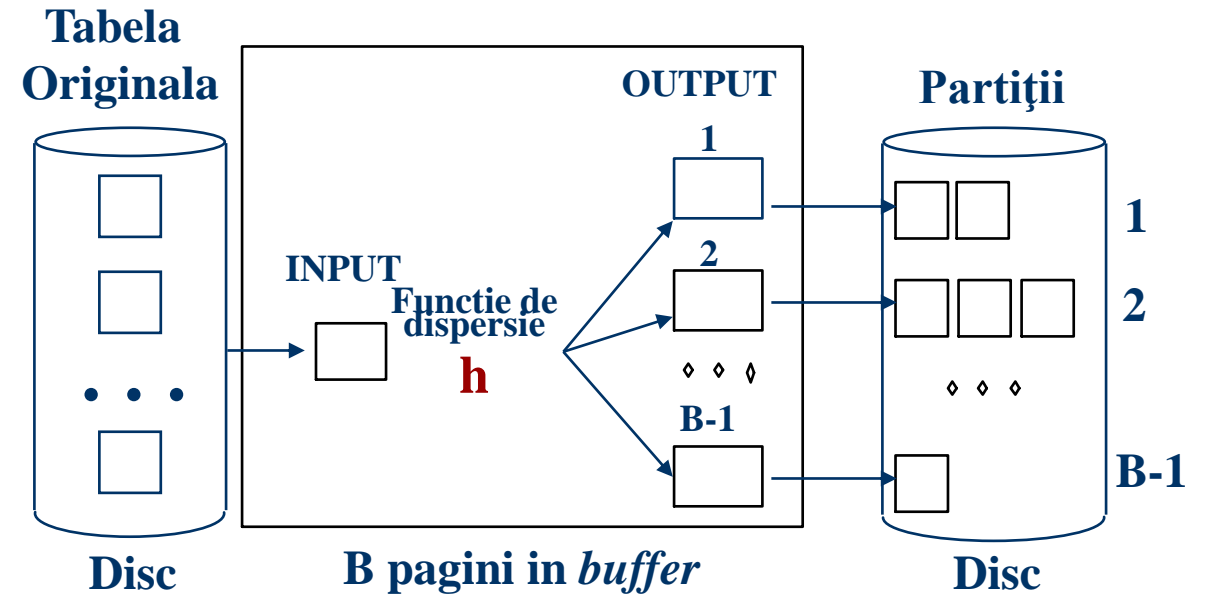 Tabela
Originala
Disc
INPUT
Functie de
dispersie
h
OUTPUT
1
2
B-1
B pagini in buffer
Partiţii
1
2
B-1
Disc